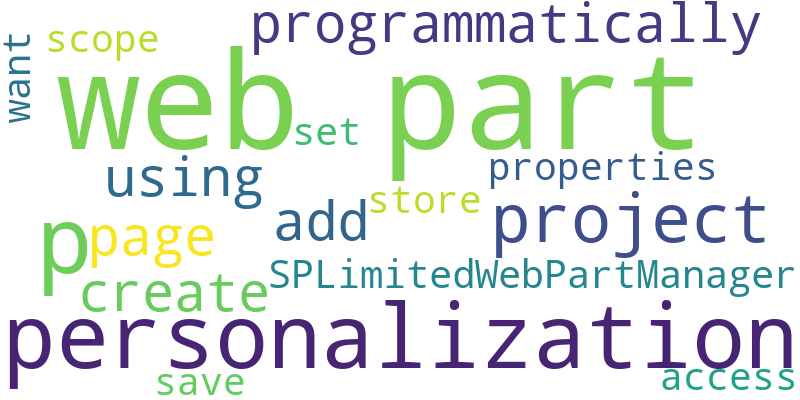 programmatically
scope
want
web part
set
using
properties
store
add
project
p
page
SPLimitedWebPartManager
create
personalization
access
save